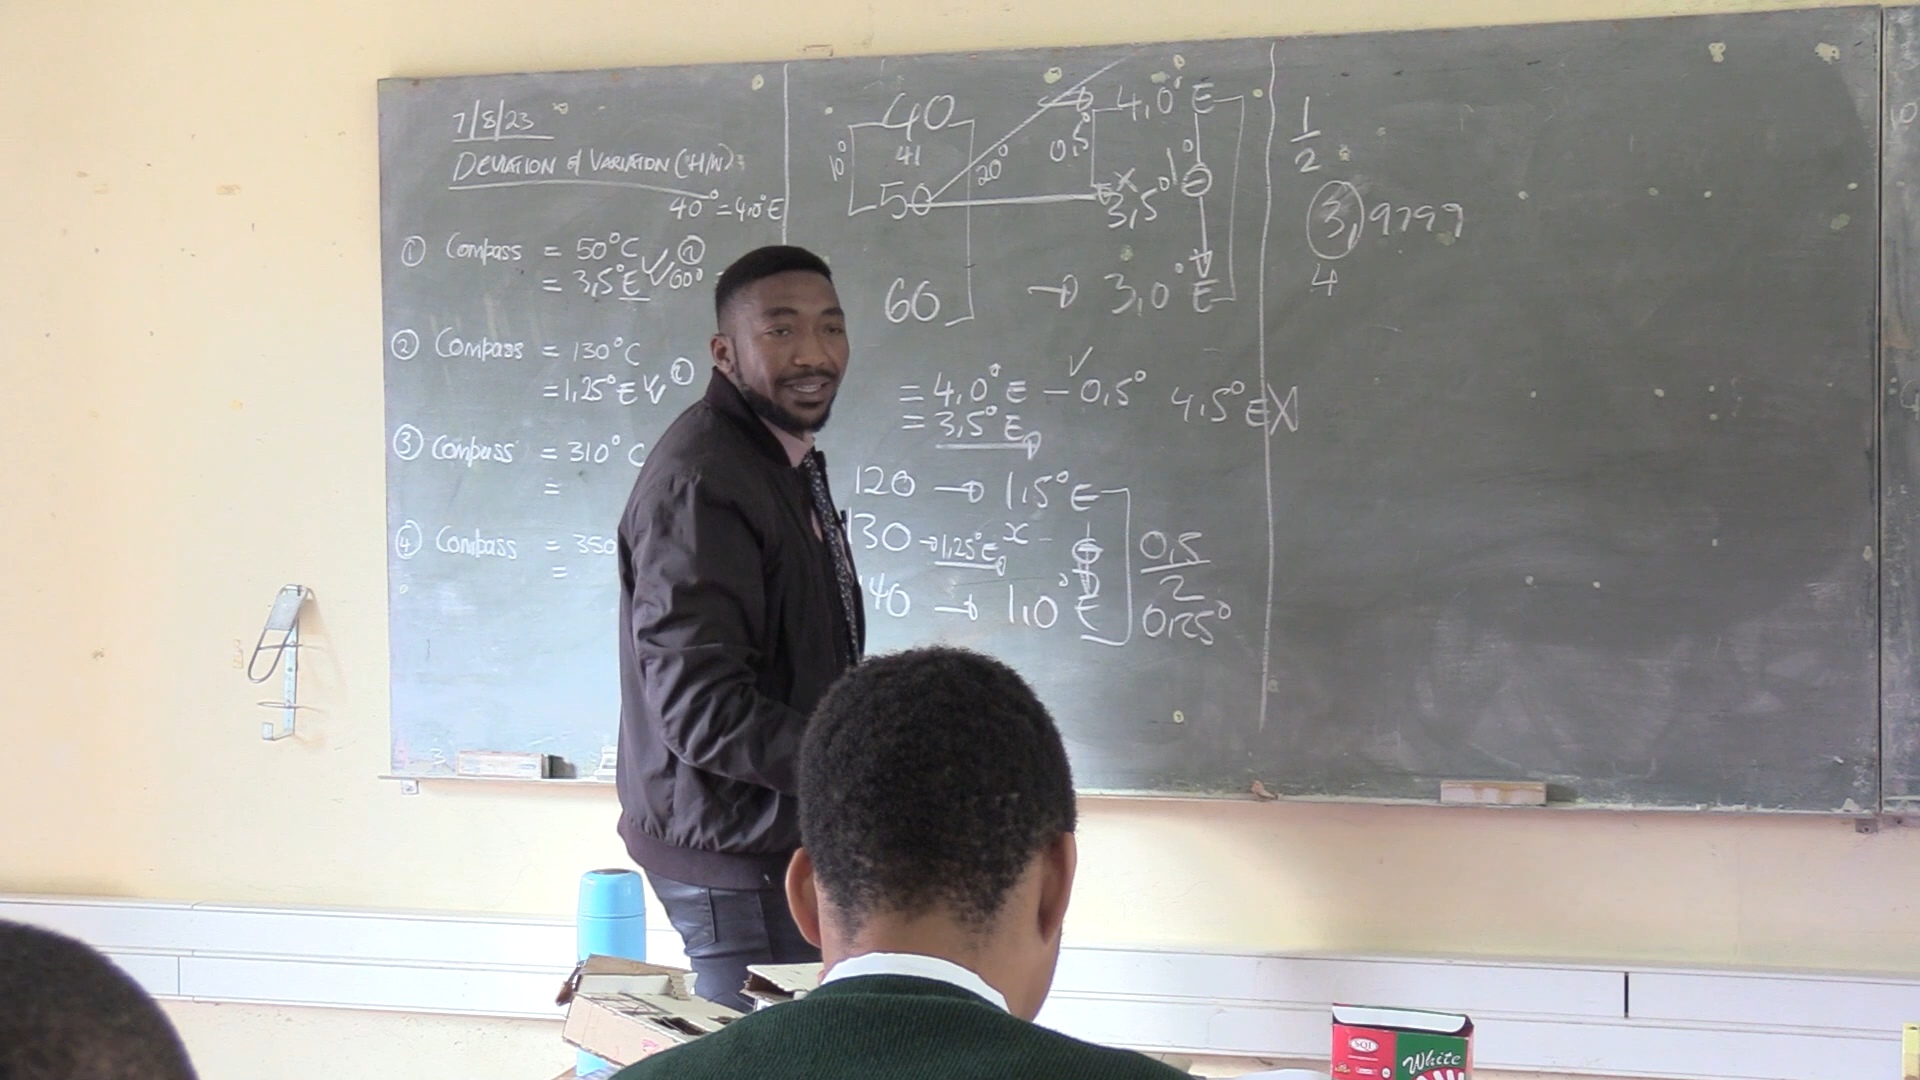 7/8/23
DEVIATION & VARIATION (H/W):
40° = 4,0°E
① Compass = 50°C
= 3,5°E
60°
② Compass = 130°C
= 1,25°E
③ Compass = 310° C
=
④ Compass = 350
=
40
41
50
60
10°
20°
4,0° E
0,5°
1°
x
3,5°
3,0° E
= 4,0° E - 0,5°
4,5° E X
= 3,5° E
120 → 1,5° E
130 → 1,25° E x
140 → 1,0° E
0,5
2
0,25°
1
2
3,9799
4
SQI
White